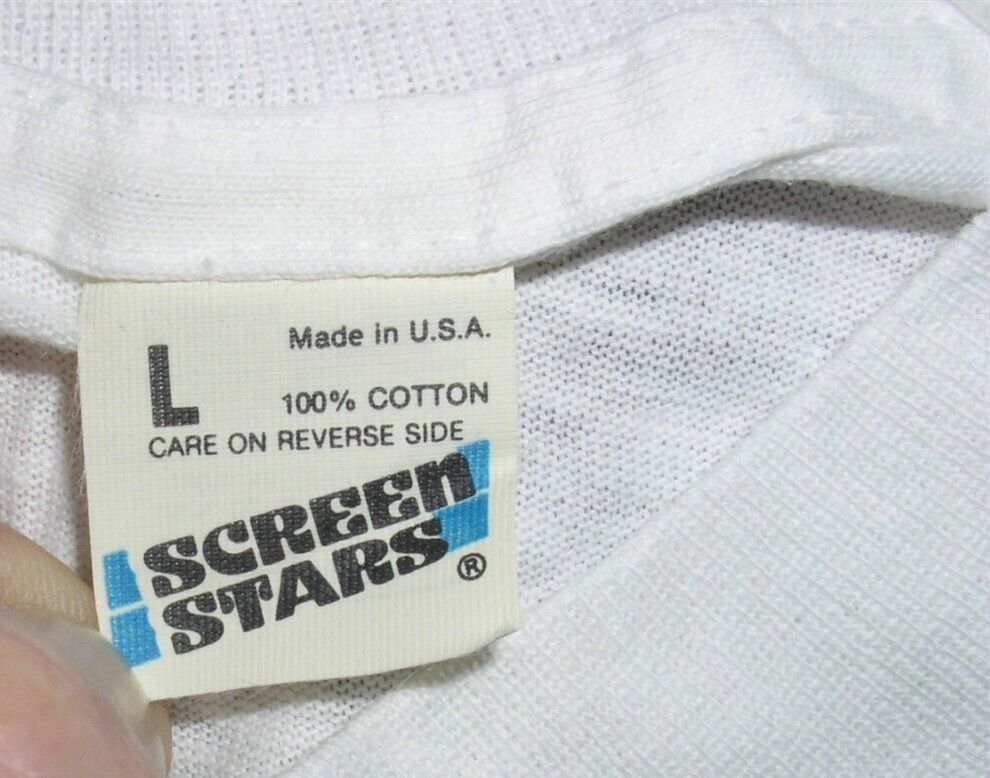 Made in U.S.A.
L
100% COTTON
CARE ON REVERSE SIDE
SCREEN
STARS®